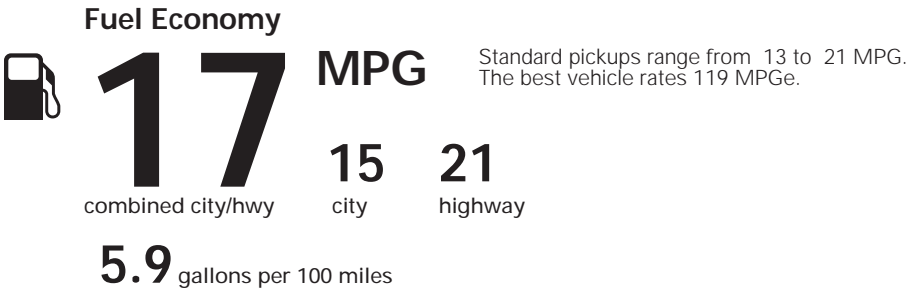 Fuel Economy
17 MPG
Standard pickups range from 13 to 21 MPG.
The best vehicle rates 119 MPGe.
15 21
combined city/hwy city highway
5.9 gallons per 100 miles